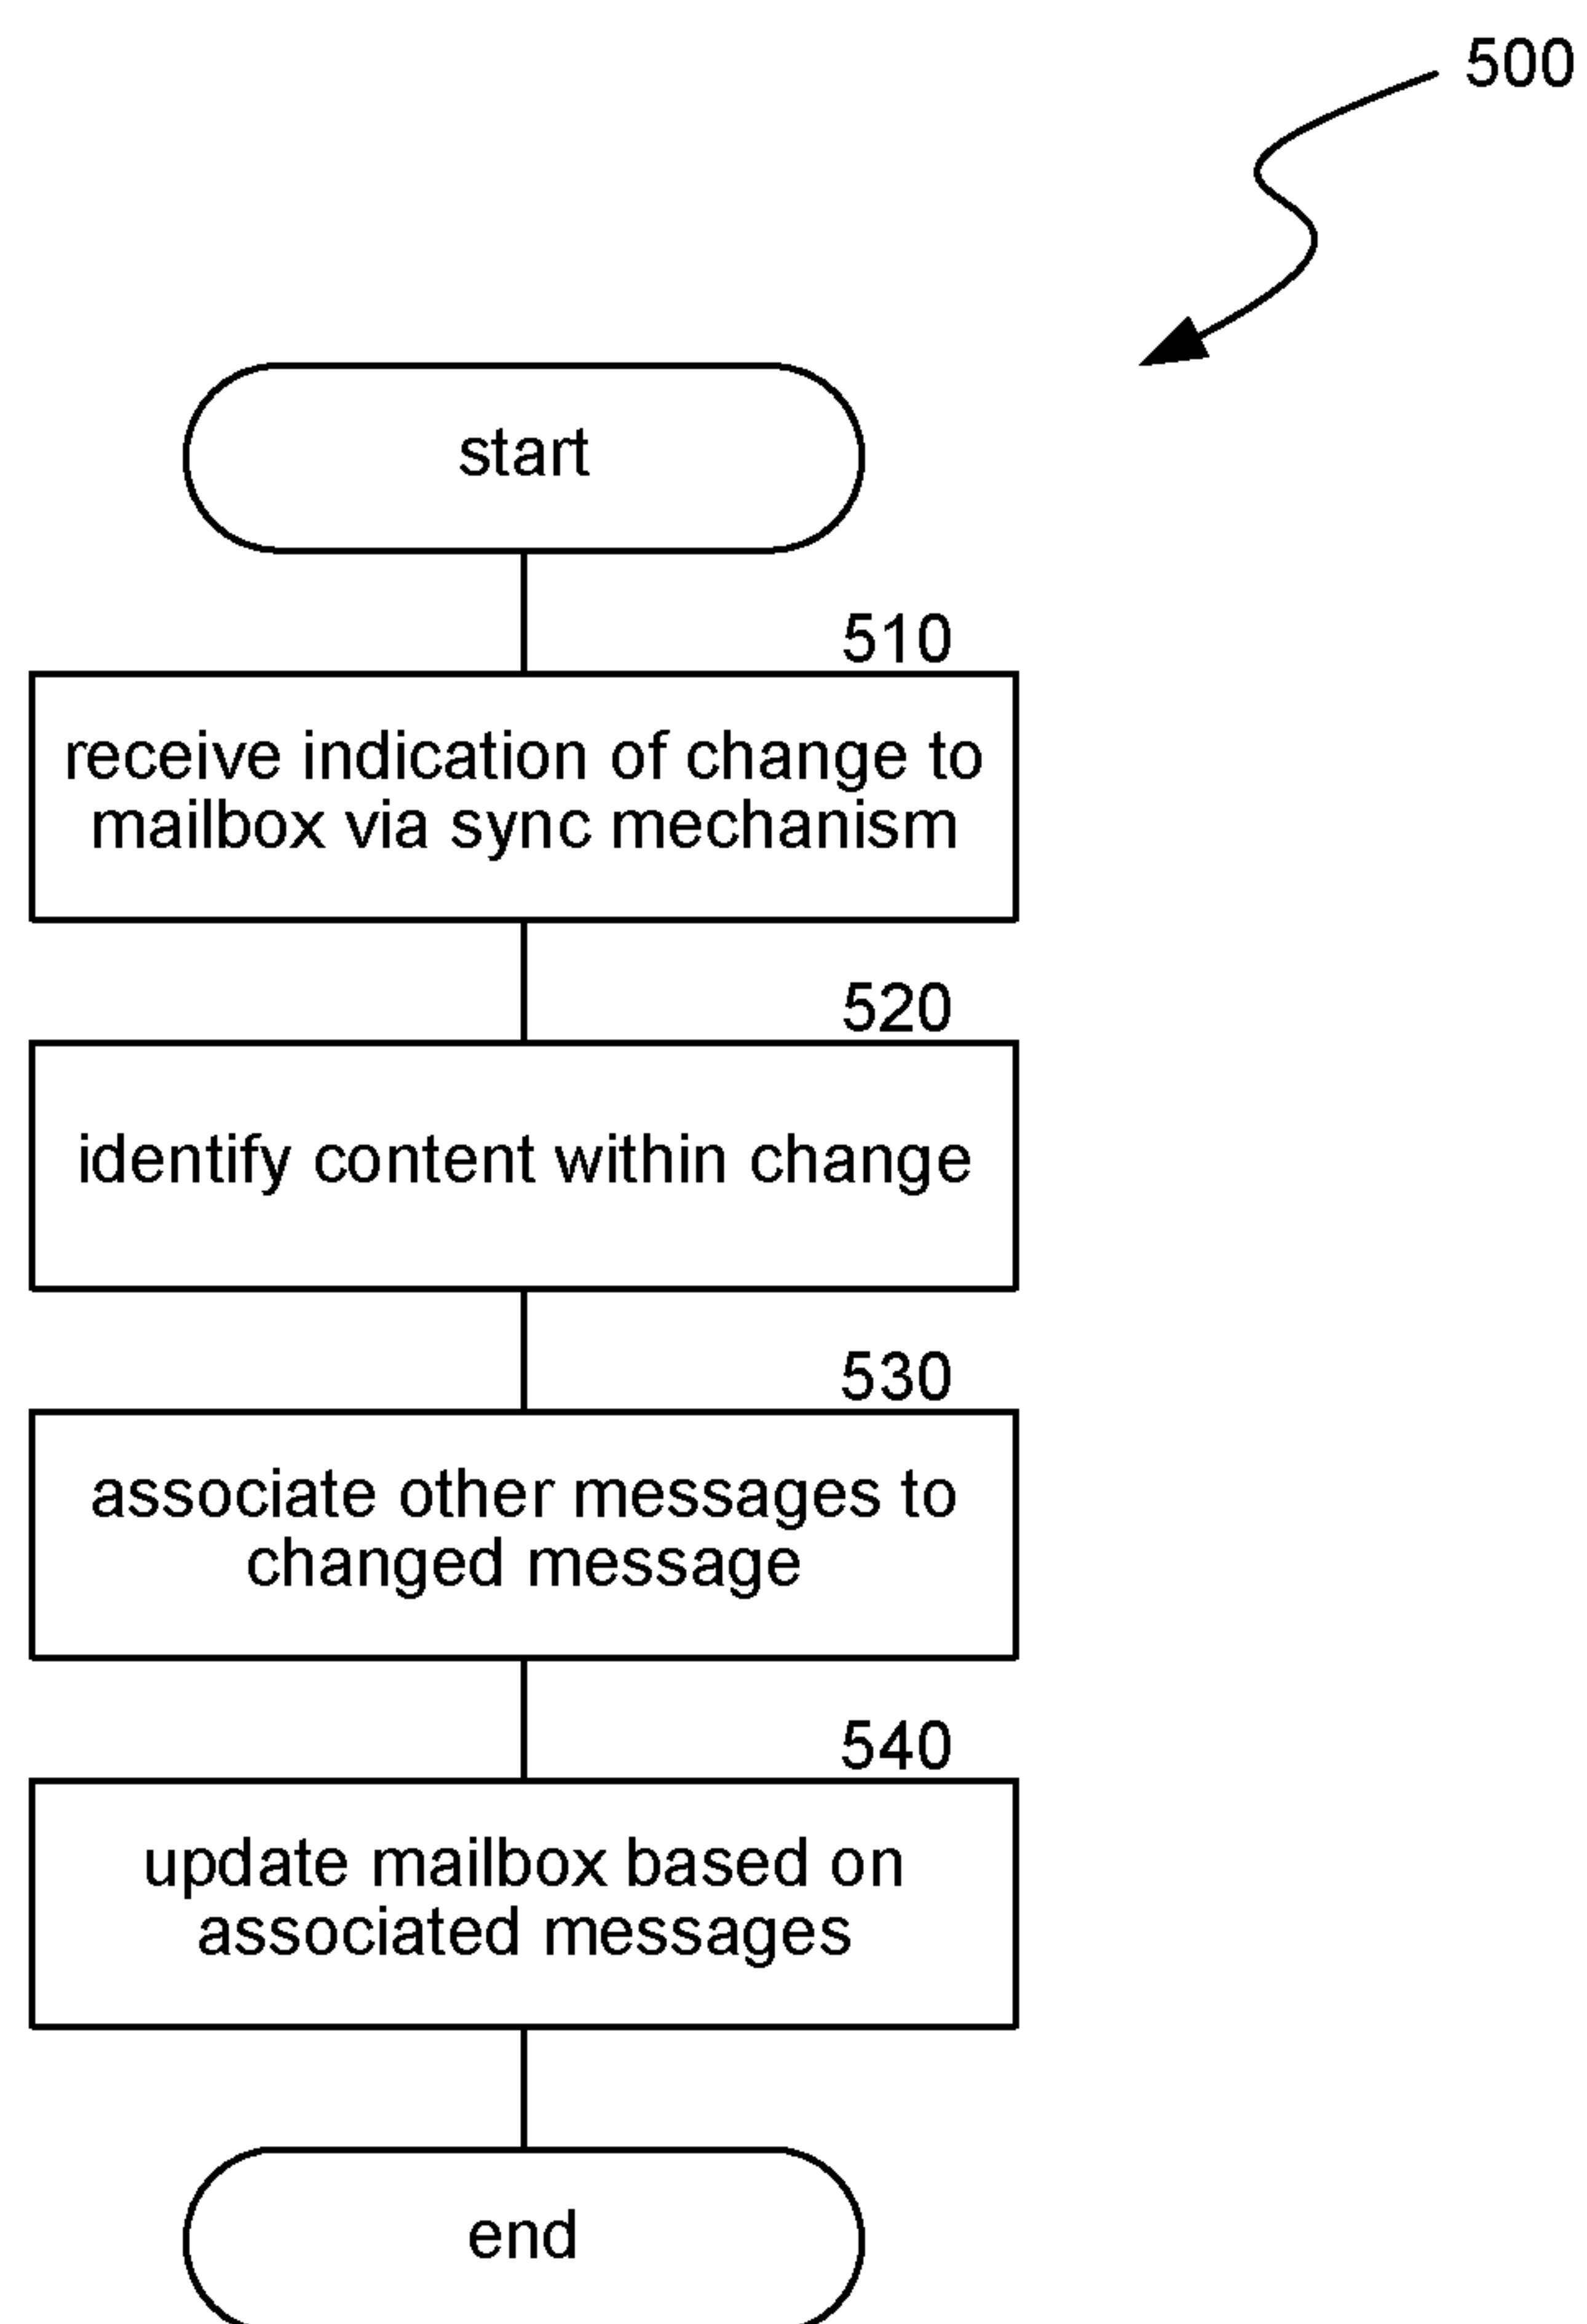 500
start
510
receive indication of change to
mailbox via sync mechanism
520
identify content within change
530
associate other messages to
changed message
540
update mailbox based on
associated messages
end